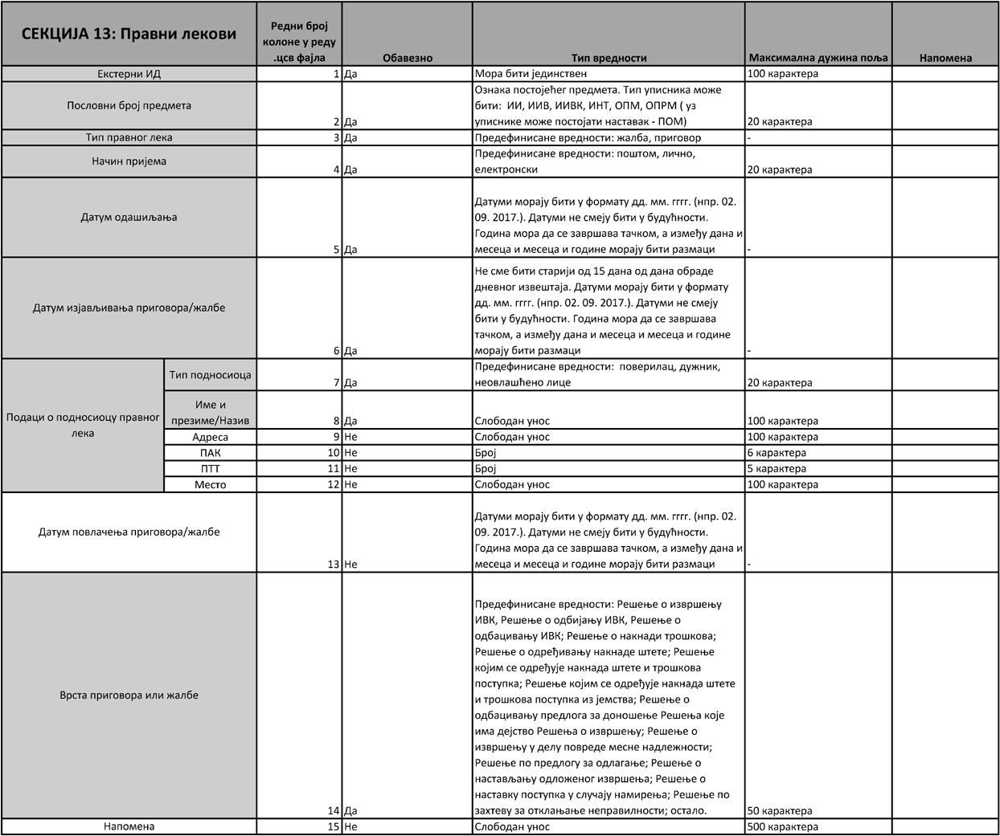 СЕКЦИЈА 13: Правни лекови
Редни број
колоне у реду
.цсв фајла
Обавезно
Тип вредности
Максимална дужина поља
Напомена
Екстерни ИД
1
Да
Мора бити јединствен
100 карактера
Пословни број предмета
2
Да
Ознака постојећег предмета. Тип уписника може
бити:  ИИ, ИИВ, ИИВК, ИНТ, ОПМ, ОПРМ ( уз
уписнике може постојати наставак - ПОМ)
20 карактера
Тип правног лека
3
Да
Предефинисане вредности: жалба, приговор
-
Начин пријема
4
Да
Предефинисане вредности: поштом, лично,
електронски
20 карактера
Датум одашиљања
5
Да
Датуми морају бити у формату дд. мм. гггг. (нпр. 02.
09. 2017.). Датуми не смеју бити у будућности.
Година мора да се завршава тачком, а између дана и
месеца и месеца и године морају бити размаци
-
Датум изјављивања приговора/жалбе
6
Да
Не сме бити старији од 15 дана од дана обраде
дневног извештаја. Датуми морају бити у формату
дд. мм. гггг. (нпр. 02. 09. 2017.). Датуми не смеју
бити у будућности. Година мора да се завршава
тачком, а између дана и месеца и месеца и године
морају бити размаци
-
Подаци о подносиоцу правног
лека
Тип подносиоца
7
Да
Предефинисане вредности:  поверилац, дужник,
неовлашћено лице
20 карактера
Име и
презиме/Назив
8
Да
Слободан унос
100 карактера
Адреса
9
Не
Слободан унос
100 карактера
ПАК
10
Не
Број
6 карактера
ПТТ
11
Не
Број
5 карактера
Место
12
Не
Слободан унос
100 карактера
Датум повлачења приговора/жалбе
13
Не
Датуми морају бити у формату дд. мм. гггг. (нпр. 02.
09. 2017.). Датуми не смеју бити у будућности.
Година мора да се завршава тачком, а између дана и
месеца и месеца и године морају бити размаци
-
Врста приговора или жалбе
14
Да
Предефинисане вредности: Решење о извршењу
ИВК, Решење о одбијању ИВК, Решење о
одбацивању ИВК; Решење о накнади трошкова;
Решење о одређивању накнаде штете; Решење
којим се одређује накнада штете и трошкова
поступка; Решење којим се одређује накнада штете
и трошкова поступка из јемства; Решење о
одбацивању предлога за доношење Решења које
има дејство Решења о извршењу; Решење о
извршењу у делу повреде месне надлежности;
Решење по предлогу за одлагање; Решење о
настављању одложеног извршења; Решење о
наставку поступка у случају намирења; Решење по
захтеву за отклањање неправилности; остало.
50 карактера
Напомена
15
Не
Слободан унос
500 карактера